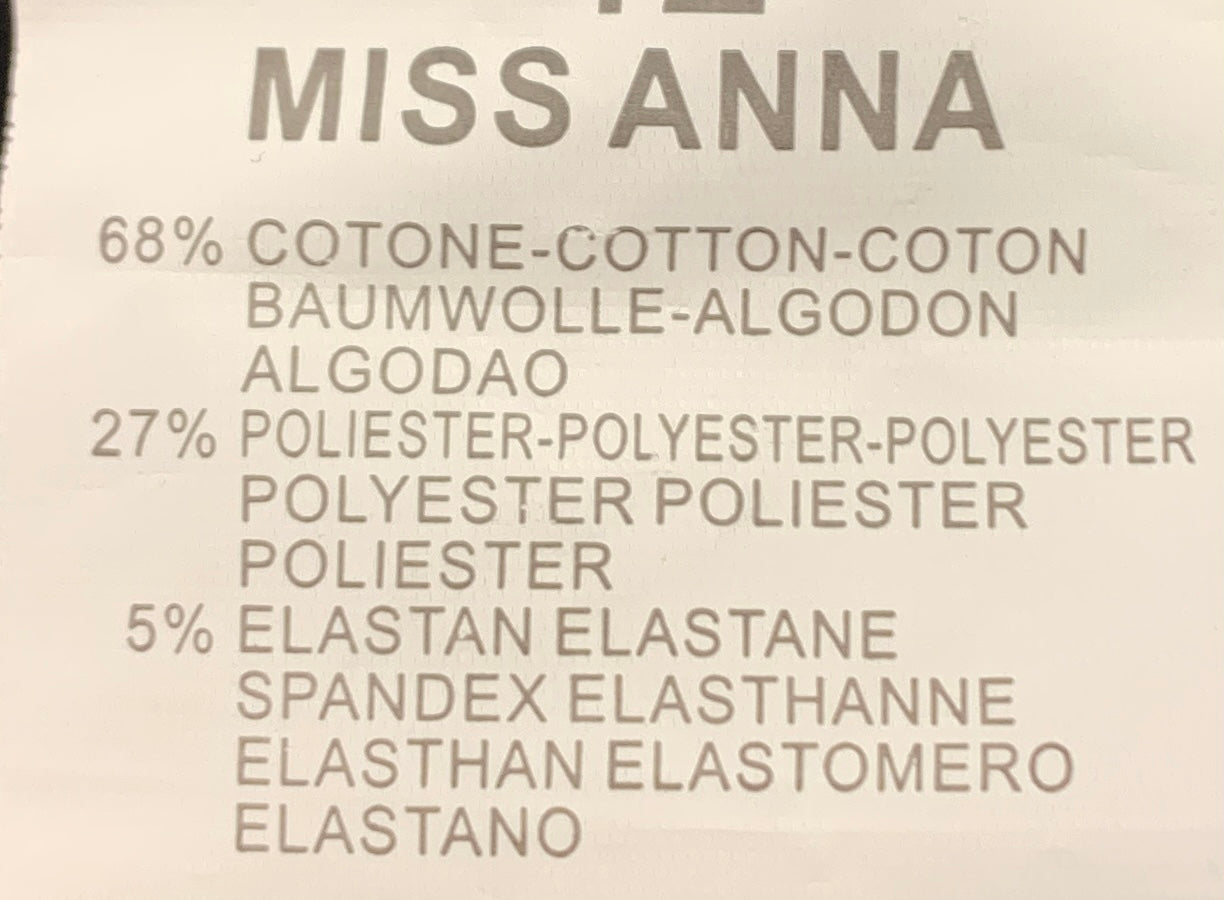 MISS ANNA
68% COTONE-COTTON-COTON
BAUMWOLLE-ALGODON
ALGODAO
27% POLIESTER-POLYESTER-POLYESTER
POLYESTER POLIESTER
POLIESTER
5% ELASTAN ELASTANE
SPANDEX ELASTHANNE
ELASTHAN ELASTOMERO
ELASTANO